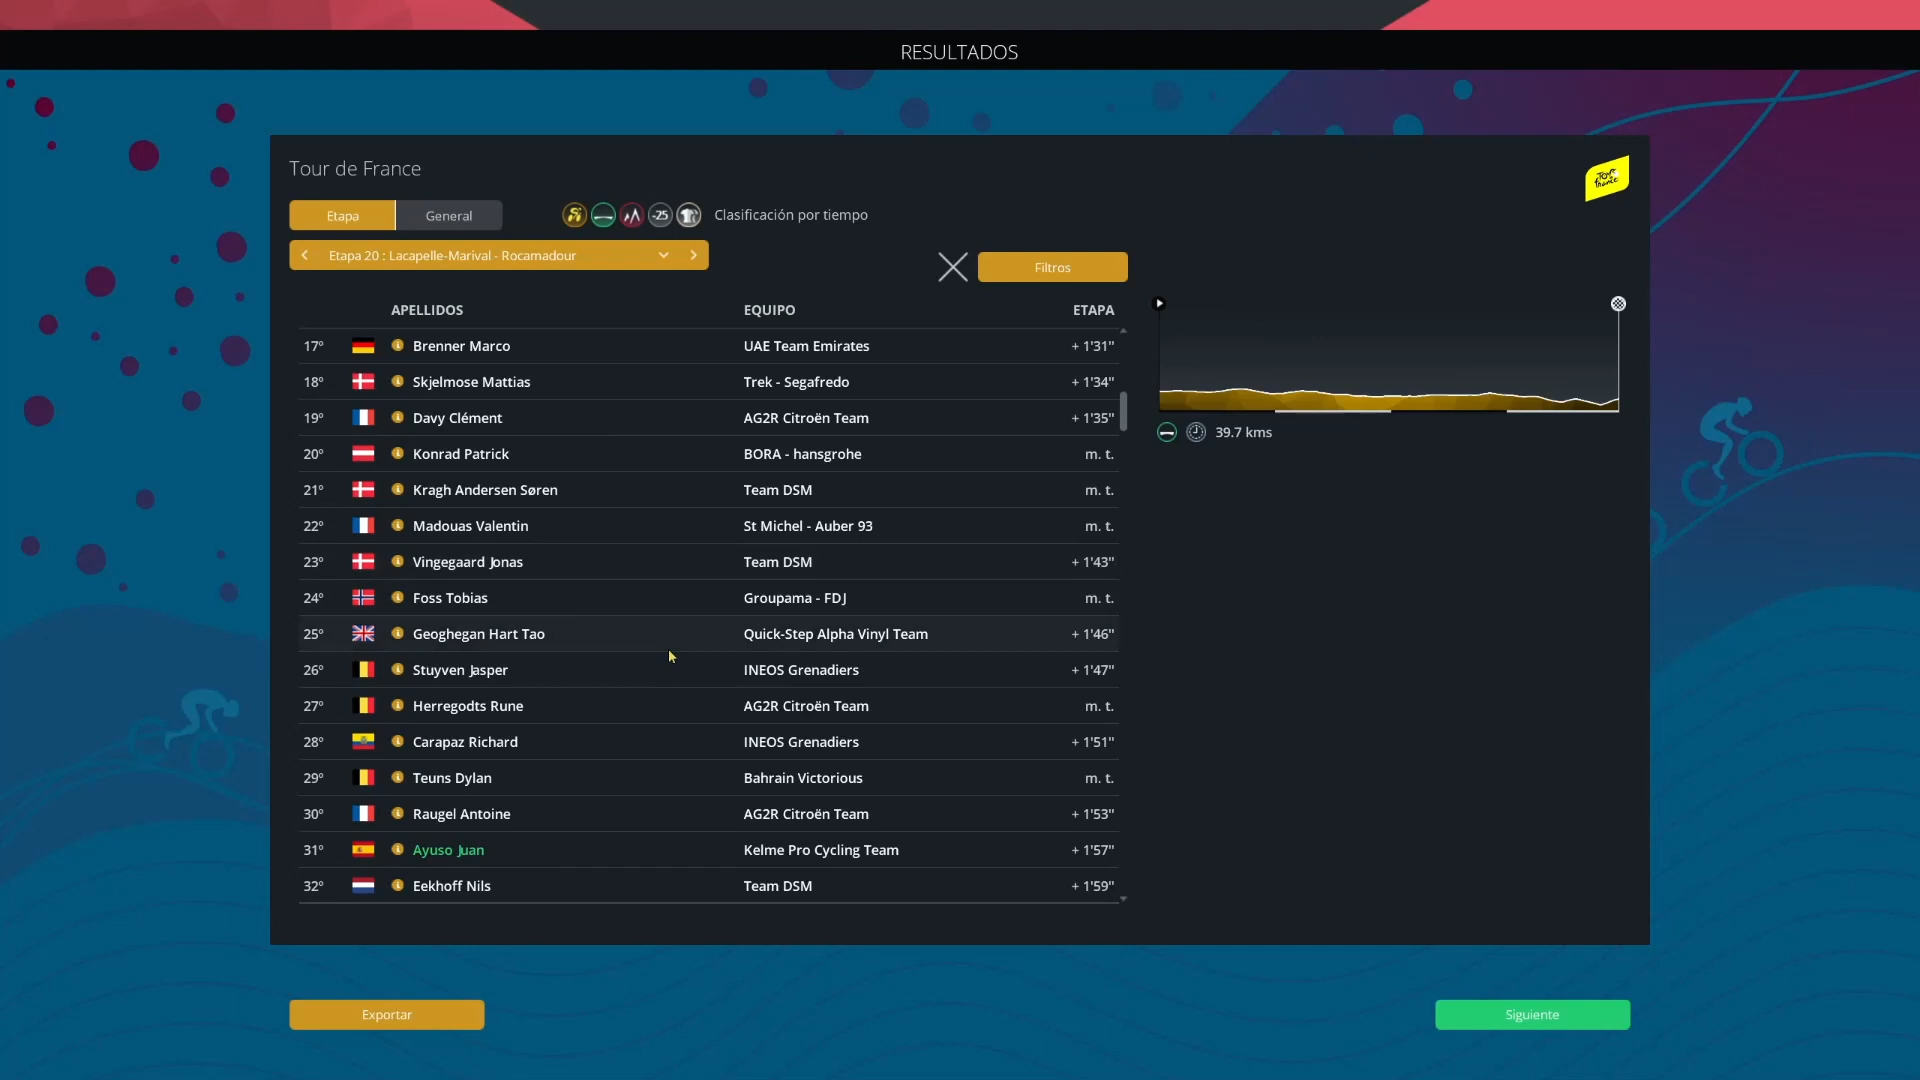 RESULTADOS
Tour de France
Etapa General Clasificación por tiempo
Etapa 20 : Lacapelle-Marival - Rocamadour
Filtros
APELLIDOS EQUIPO ETAPA
17º Brenner Marco UAE Team Emirates + 1'31''
18º Skjelmose Mattias Trek - Segafredo + 1'34''
19º Davy Clément AG2R Citroën Team + 1'35''
20º Konrad Patrick BORA - hansgrohe m. t.
21º Kragh Andersen Søren Team DSM m. t.
22º Madouas Valentin St Michel - Auber 93 m. t.
23º Vingegaard Jonas Team DSM + 1'43''
24º Foss Tobias Groupama - FDJ m. t.
25º Geoghegan Hart Tao Quick-Step Alpha Vinyl Team + 1'46''
26º Stuyven Jasper INEOS Grenadiers + 1'47''
27º Herregodts Rune AG2R Citroën Team m. t.
28º Carapaz Richard INEOS Grenadiers + 1'51''
29º Teuns Dylan Bahrain Victorious m. t.
30º Raugel Antoine AG2R Citroën Team + 1'53''
31º Ayuso Juan Kelme Pro Cycling Team + 1'57''
32º Eekhoff Nils Team DSM + 1'59''
-25
Tour de France
39.7 kms
Exportar
Siguiente